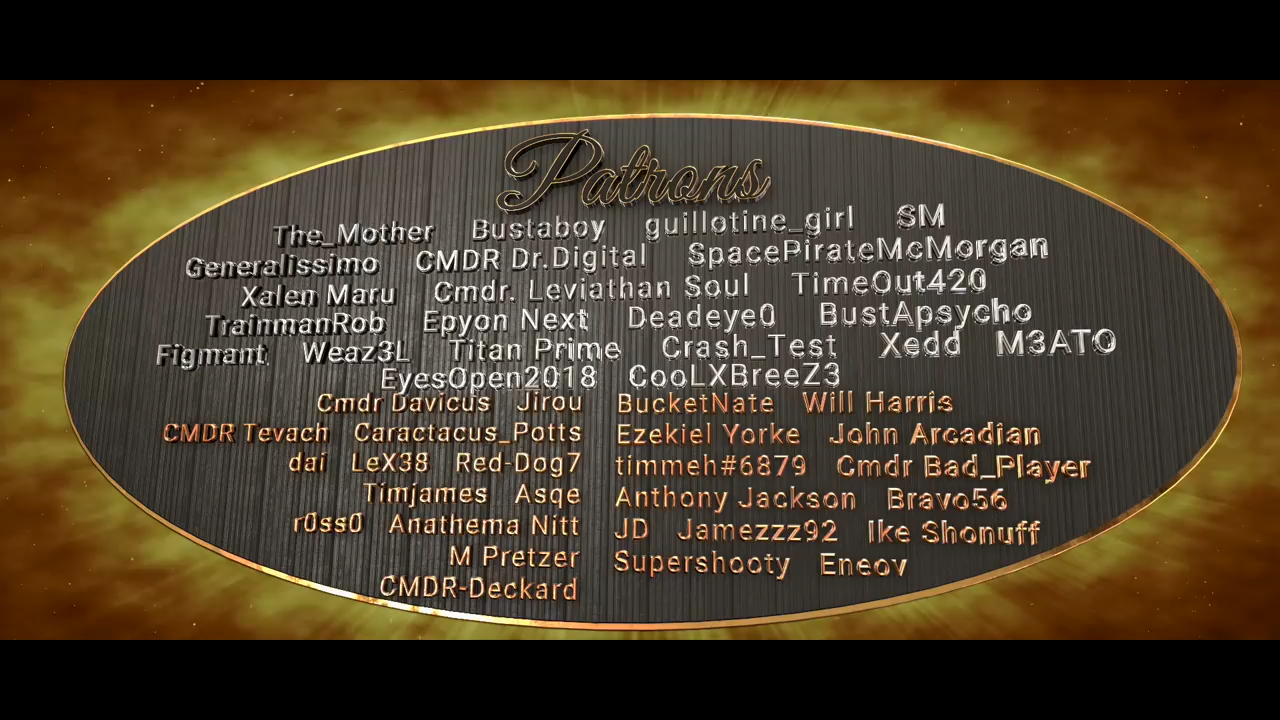 Patrons
The_Mother Bustaboy guillotine_girl SM
Generalissimo CMDR Dr.Digital SpacePirateMcMorgan
Xalen Maru Cmdr. Leviathan Soul TimeOut420
TrainmanRob Epyon Next Deadeye0 BustApsycho
Figmant Weaz3L Titan Prime Crash_Test Xedd M3ATO
EyesOpen2018 CooLXBreeZ3
Cmdr Davicus Jirou BucketNate Will Harris
CMDR Tevach Caractacus_Potts Ezekiel Yorke John Arcadian
dai LeX38 Red-Dog7 timmeh#6879 Cmdr Bad_Player
Timjames Asqe Anthony Jackson Bravo56
r0ss0 Anathema Nitt JD Jamezzz92 Ike Shonuff
M Pretzer Supershooty Eneov
CMDR-Deckard